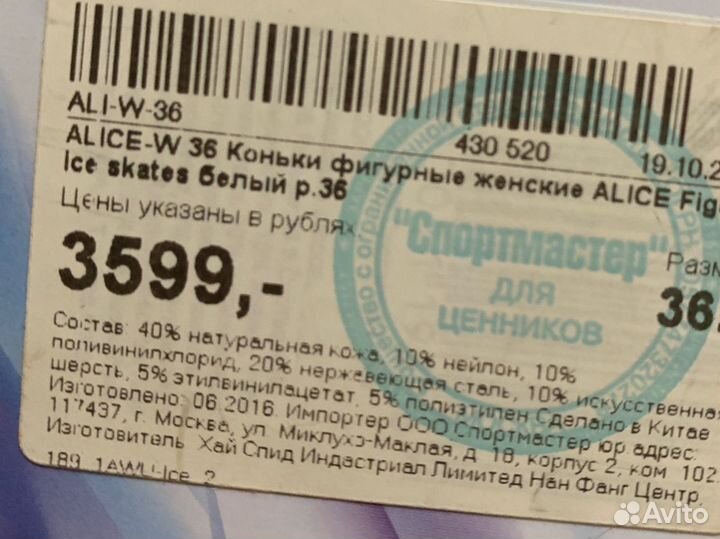 ALI-W-36
430 520
19.10.2
ALICE-W 36 Коньки фигурные женские ALICE Fig
Ice skates белый р.36
Цены указаны в рублях
3599,-
Разм
36.
"Спортмастер"
ДЛЯ
ЦЕННИКОВ
Состав: 40% натуральная кожа, 10% нейлон, 10%
поливинилхлорид, 20% нержавеющая сталь, 10% искусственная
шерсть, 5% этилвинилацетат, 5% полиэтилен Сделано в Китае
Изготовлено: 06.2016. Импортер ООО Спортмастер юр.адрес:
117437, г. Москва, ул. Миклухо-Маклая, д. 18, корпус 2, ком. 102.
Изготовитель: Хай Спид Индастриал Лимитед Нан Фанг Центр,
Avito